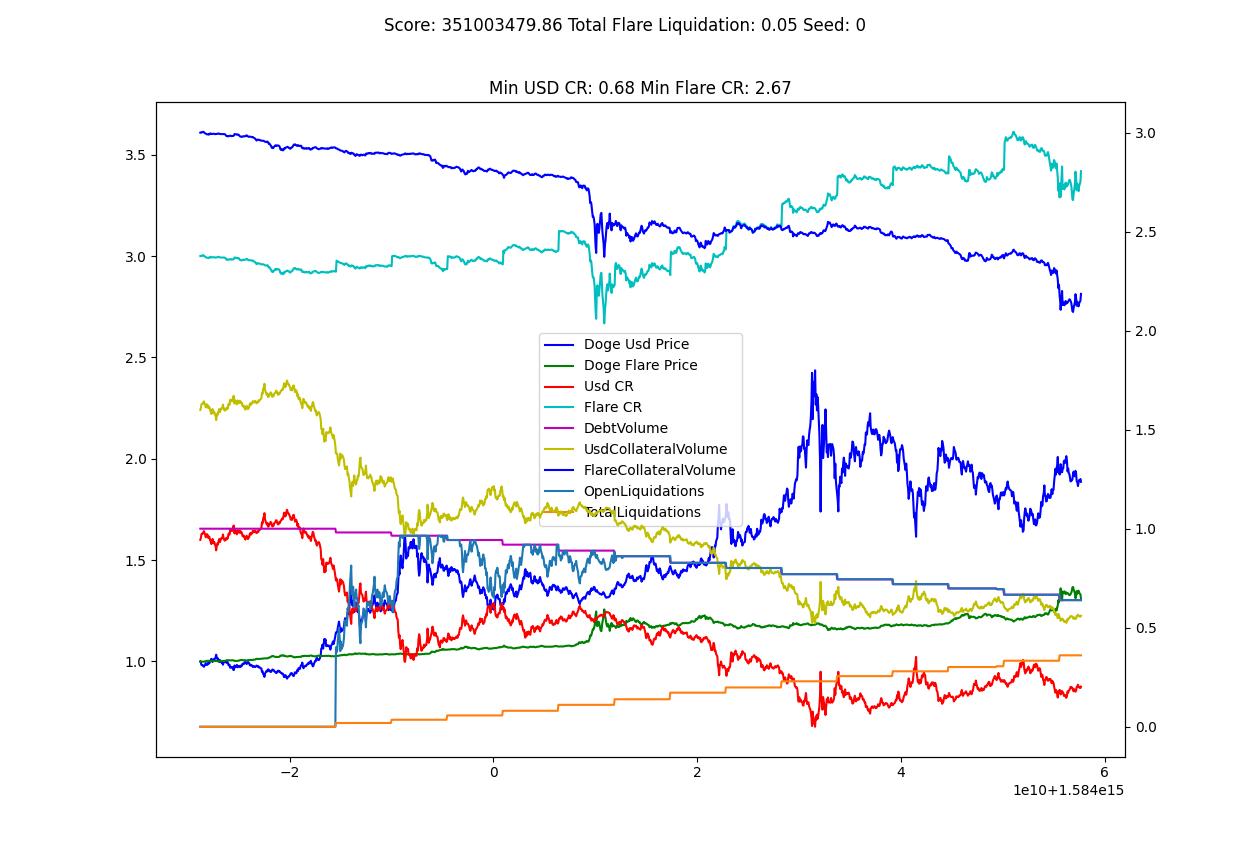 Score: 351003479.86 Total Flare Liquidation: 0.05 Seed: 0
Min USD CR: 0.68 Min Flare CR: 2.67
3.5
3.0
2.5
2.0
1.5
1.0
3.0
2.5
2.0
1.5
1.0
0.5
0.0
Doge Usd Price
Doge Flare Price
Usd CR
Flare CR
DebtVolume
UsdCollateralVolume
FlareCollateralVolume
OpenLiquidations
TotalLiquidations
−2 0 2 4 6
1e10+1.584e15